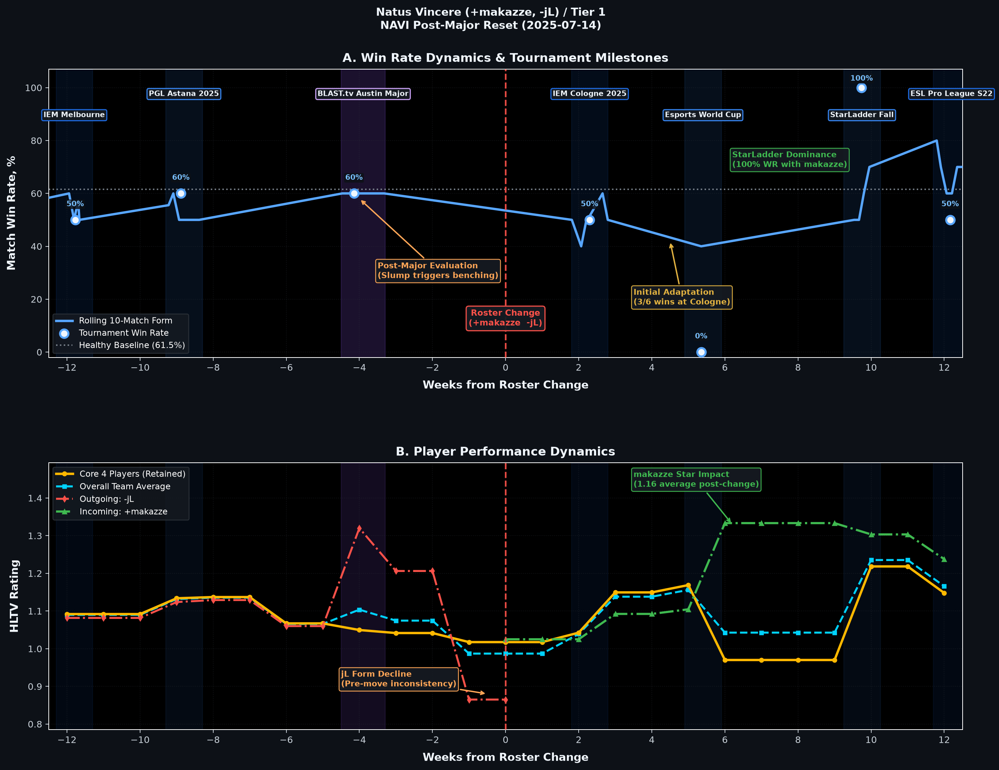 Natus Vincere (+makazze, -jL) / Tier 1
NAVI Post-Major Reset (2025-07-14)
A. Win Rate Dynamics & Tournament Milestones
Match Win Rate, %
100
80
60
40
20
0
IEM Melbourne
PGL Astana 2025
BLAST.tv Austin Major
IEM Cologne 2025
Esports World Cup
StarLadder Fall
ESL Pro League S22
50%
60%
60%
50%
0%
100%
50%
StarLadder Dominance
(100% WR with makazze)
Post-Major Evaluation
(Slump triggers benching)
Initial Adaptation
(3/6 wins at Cologne)
Roster Change
(+makazze -jL)
Rolling 10-Match Form
Tournament Win Rate
Healthy Baseline (61.5%)
−12 −10 −8 −6 −4 −2 0 2 4 6 8 10 12
Weeks from Roster Change
B. Player Performance Dynamics
HLTV Rating
1.4
1.3
1.2
1.1
1.0
0.9
0.8
Core 4 Players (Retained)
Overall Team Average
Outgoing: -jL
Incoming: +makazze
makazze Star Impact
(1.16 average post-change)
jL Form Decline
(Pre-move inconsistency)
−12 −10 −8 −6 −4 −2 0 2 4 6 8 10 12
Weeks from Roster Change